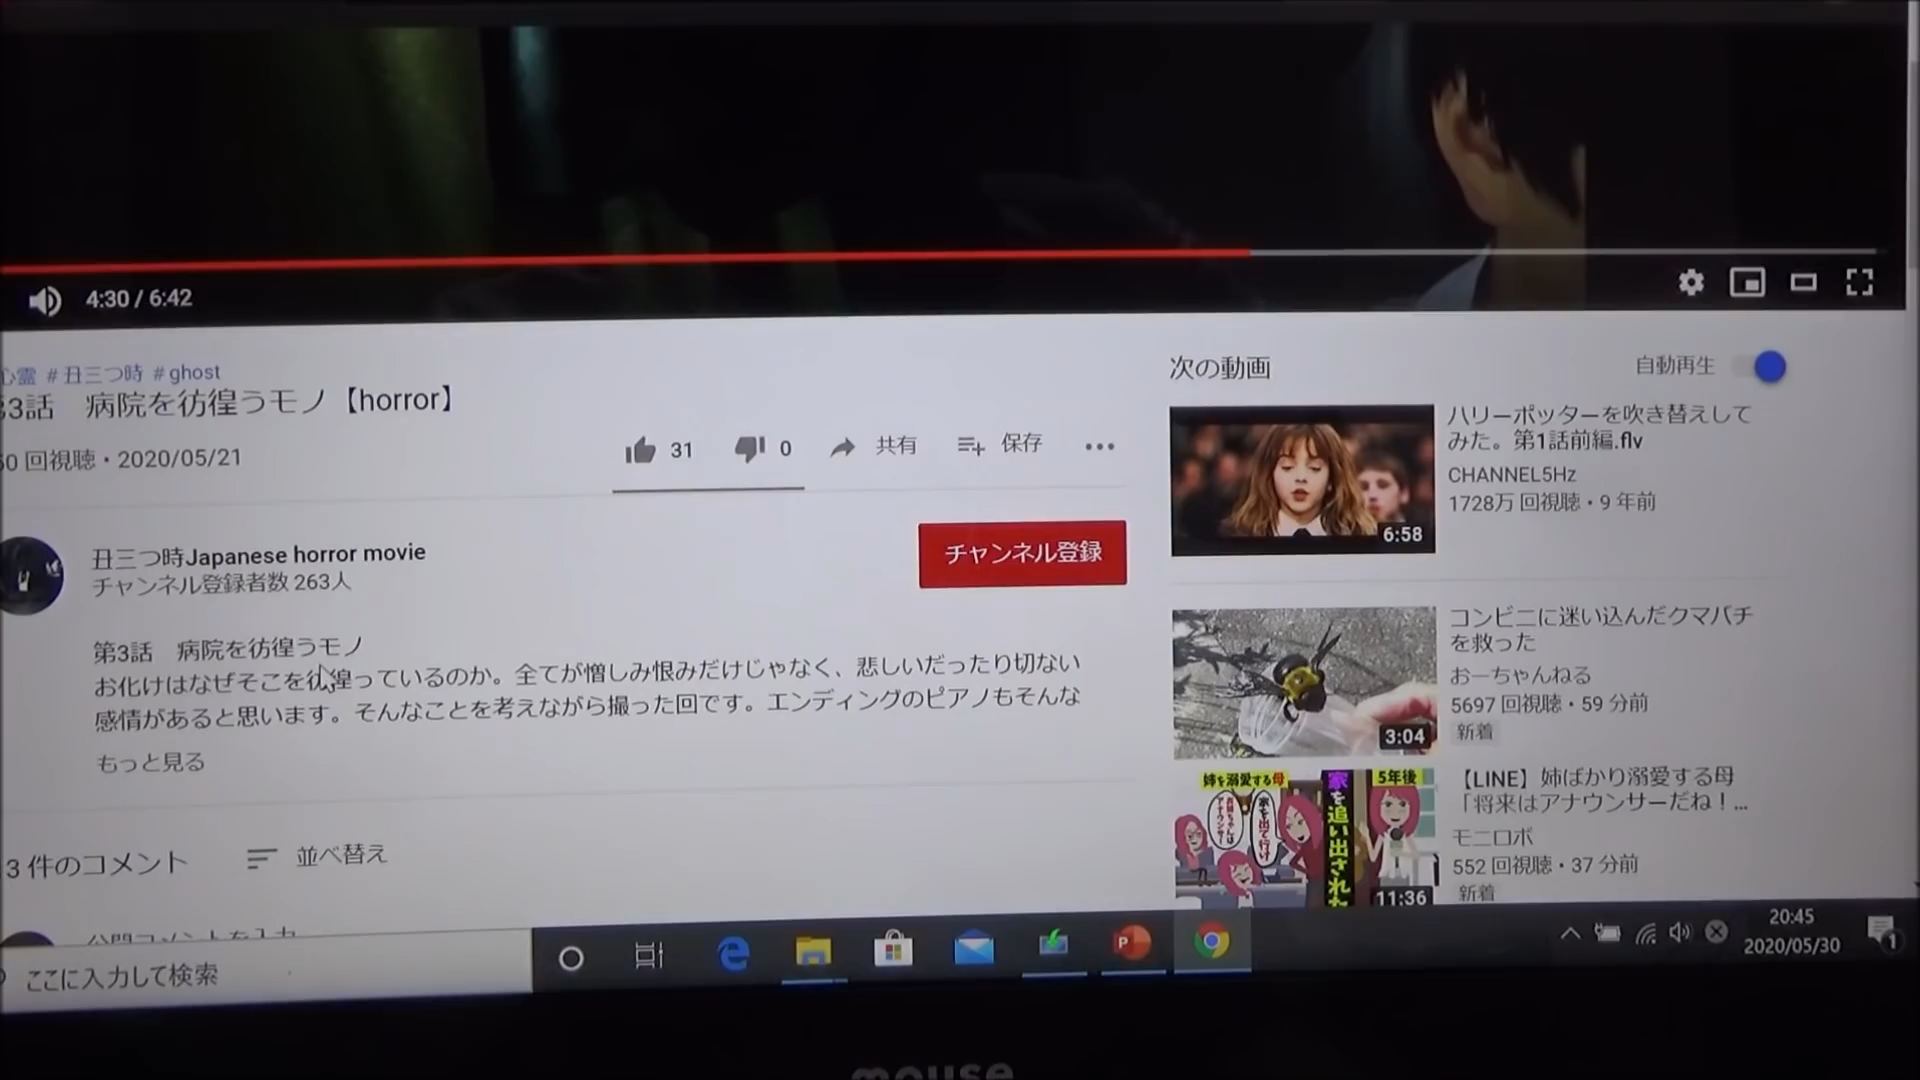 4:30 / 6:42
心霊 #丑三つ時 #ghost
第3話 病院を彷徨うモノ【horror】
0 回視聴・2020/05/21
31
0
共有
保存
丑三つ時Japanese horror movie
チャンネル登録者数 263人
チャンネル登録
第3話 病院を彷徨うモノ
お化けはなぜそこを彷徨っているのか。全てが憎しみ恨みだけじゃなく、悲しいだったり切ない
感情があると思います。そんなことを考えながら撮った回です。エンディングのピアノもそんな
もっと見る
3 件のコメント
並べ替え
次の動画
自動再生
6:58
ハリーポッターを吹き替えして
みた。第1話前編.flv
CHANNEL5Hz
1728万 回視聴・9 年前
3:04
コンビニに迷い込んだクマバチ
を救った
おーちゃんねる
5697 回視聴・59 分前
新着
姉を溺愛する母
家を出て行け
家を追い出された
5年後
11:36
【LINE】姉ばかり溺愛する母
「将来はアナウンサーだね！...
モニロボ
552 回視聴・37 分前
新着
ここに入力して検索
20:45
2020/05/30
1
mouse